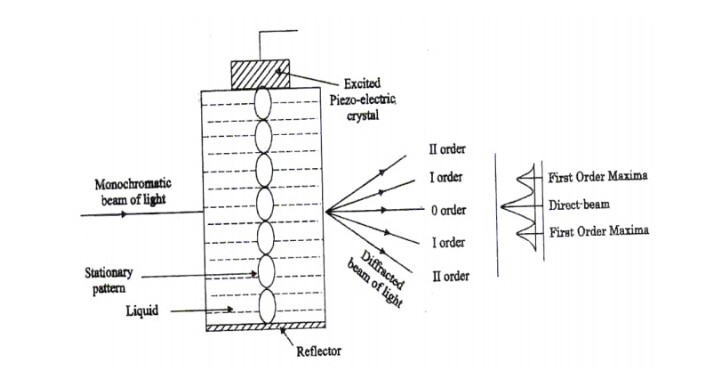 Excited
Piezo-electric
crystal
II order
I order
First Order Maxima
Monochromatic
beam of light
0 order
Direct-beam
I order
First Order Maxima
Diffracted
beam of light
II order
Stationary
pattern
Liquid
Reflector